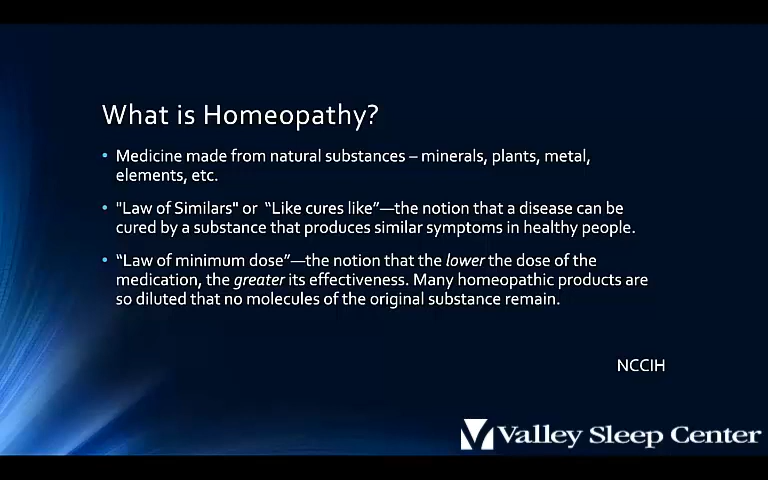 What is Homeopathy?
• Medicine made from natural substances – minerals, plants, metal,
elements, etc.
• "Law of Similars" or “Like cures like”—the notion that a disease can be
cured by a substance that produces similar symptoms in healthy people.
• “Law of minimum dose”—the notion that the lower the dose of the
medication, the greater its effectiveness. Many homeopathic products are
so diluted that no molecules of the original substance remain.
NCCIH
Valley Sleep Center